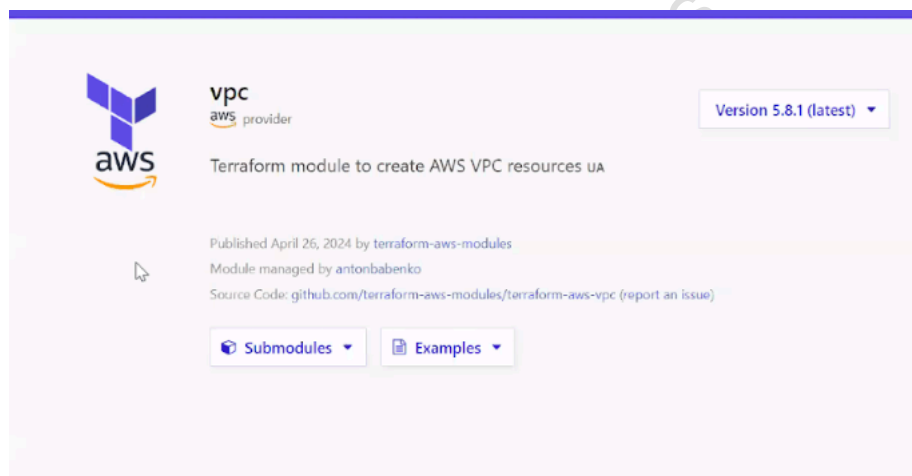 vpc
aws provider
Version 5.8.1 (latest)
aws
Terraform module to create AWS VPC resources UA
Published April 26, 2024 by terraform-aws-modules
Module managed by antonbabenko
Source Code: github.com/terraform-aws-modules/terraform-aws-vpc (report an issue)
Submodules
Examples